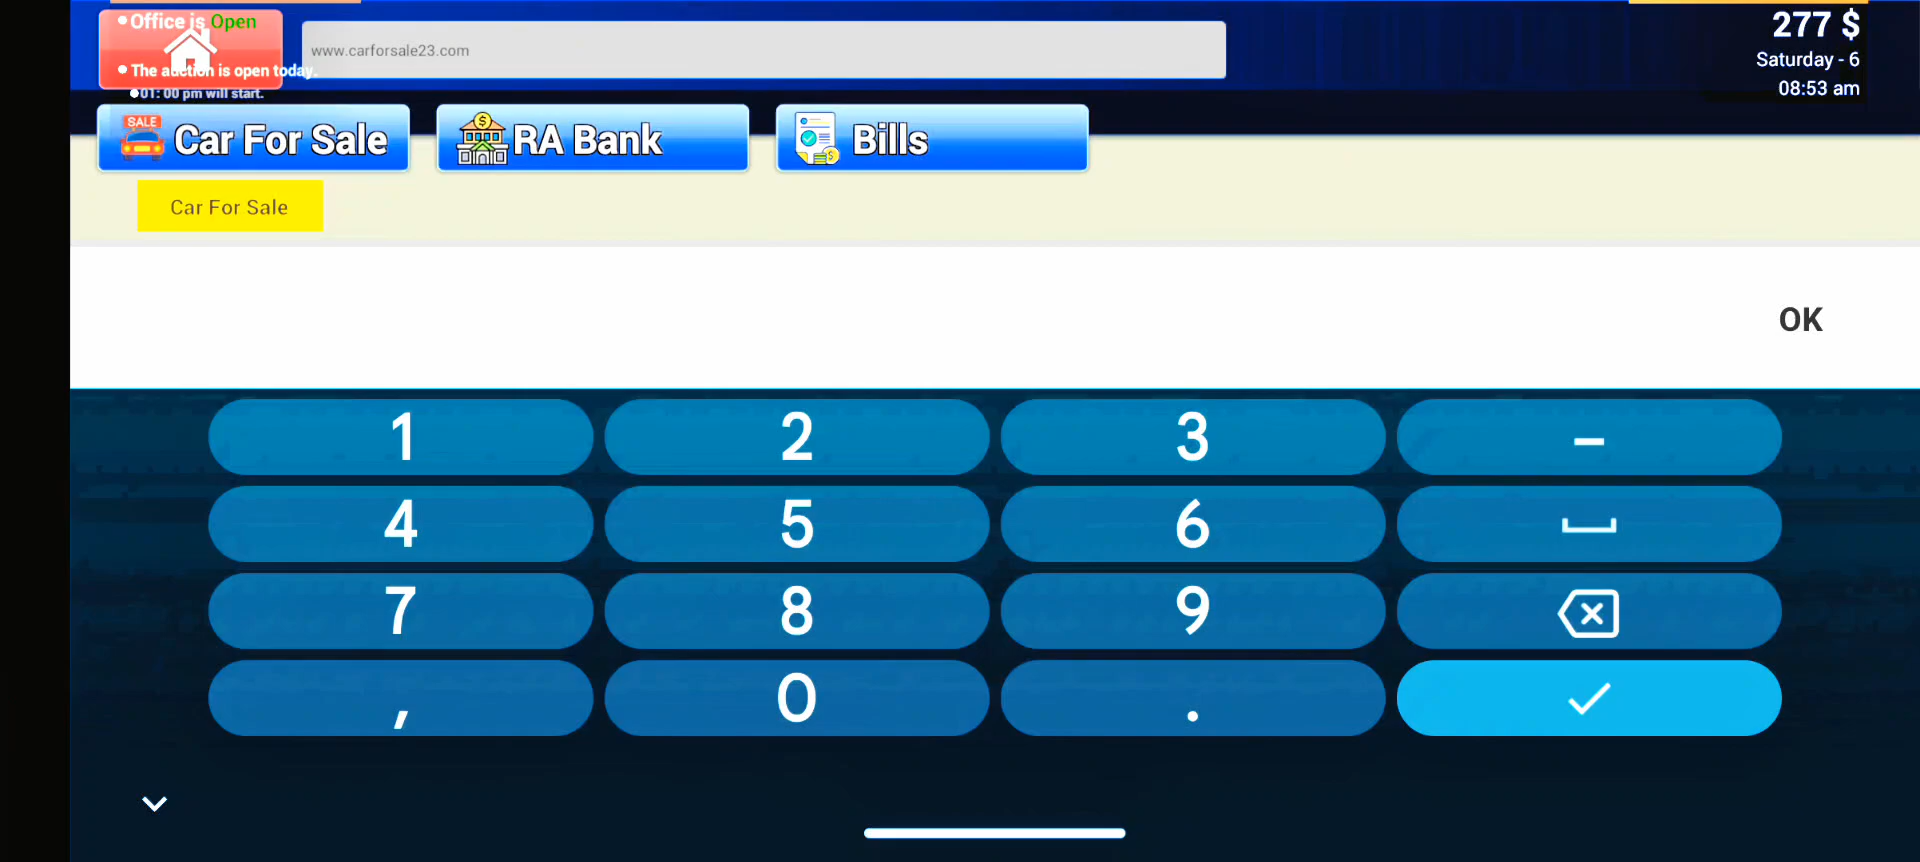 Office is Open
The auction is open today.
01: 00 pm will start.
www.carforsale23.com
277 $
Saturday - 6
08:53 am
SALE
Car For Sale
RA Bank
Bills
Car For Sale
OK
1 2 3 –
4 5 6
7 8 9
, 0 .